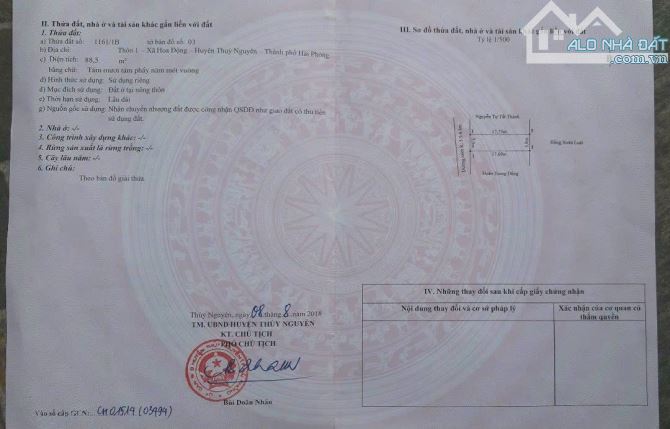 II. Thửa đất, nhà ở và tài sản khác gắn liền với đất
1. Thửa đất:
a) Thửa đất số: 1161/1B tờ bản đồ số: 03
b) Địa chỉ: Thôn 1 - Xã Hoa Động - Huyện Thuỷ Nguyên - Thành phố Hải Phòng
c) Diện tích: 88,5 m²
bằng chữ: Tám mươi tám phẩy năm mét vuông
d) Hình thức sử dụng: Sử dụng riêng
đ) Mục đích sử dụng: Đất ở tại nông thôn
e) Thời hạn sử dụng: Lâu dài
g) Nguồn gốc sử dụng: Nhận chuyển nhượng đất được công nhận QSDĐ như giao đất có thu tiền
sử dụng đất.
2. Nhà ở: -/-
3. Công trình xây dựng khác: -/-
4. Rừng sản xuất là rừng trồng: -/-
5. Cây lâu năm: -/-
6. Ghi chú:
Theo bản đồ giải thửa
Thuỷ Nguyên, ngày 08 tháng 8 năm 2018
TM. UBND HUYỆN THUỶ NGUYÊN
KT. CHỦ TỊCH
PHÓ CHỦ TỊCH
Bùi Doãn Nhân
Vào sổ cấp GCN: CH01519 (03494)
III. Sơ đồ thửa đất, nhà ở và tài sản khác gắn liền với đất
Tỷ lệ 1/500
ALO NHÀ ĐẤT
Nguyễn Tự Tất Thành
17,75m
17,69m
IV. Những thay đổi sau khi cấp giấy chứng nhận
Nội dung thay đổi và cơ sở pháp lý
Xác nhận của cơ quan có
thẩm quyền